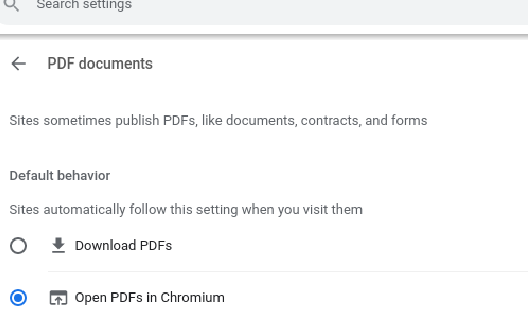 Search settings
PDF documents
Sites sometimes publish PDFs, like documents, contracts, and forms
Default behavior
Sites automatically follow this setting when you visit them
Download PDFs
Open PDFs in Chromium